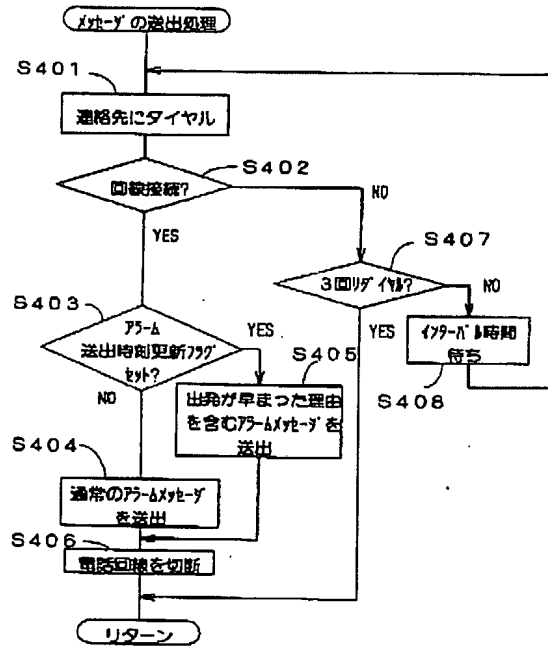 ﾒｯｾｰｼﾞの送出処理
S401
連絡先にダイヤル
S402
回線接続?
NO
YES
S407
3回ﾘﾀﾞｲﾔﾙ?
NO
YES
S403
ｱﾗｰﾑ
送出時刻更新ﾌﾗｸﾞ
ｾｯﾄ?
YES
NO
S405
ｲﾝﾀｰﾊﾞﾙ時間
待ち
S408
出発が早まった理由
を含むｱﾗｰﾑﾒｯｾｰｼﾞを
送出
S404
通常のｱﾗｰﾑﾒｯｾｰｼﾞ
を送出
S406
電話回線を切断
リターン